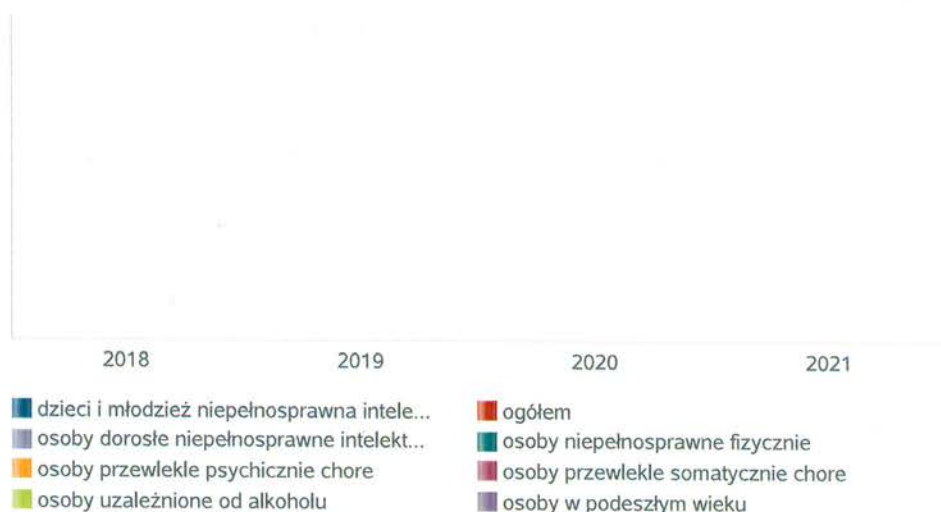 2018 2019 2020 2021
dzieci i młodzież niepełnosprawna intele...
osoby dorosłe niepełnosprawne intelekt...
osoby przewlekle psychicznie chore
osoby uzależnione od alkoholu
ogółem
osoby niepełnosprawne fizycznie
osoby przewlekle somatycznie chore
osoby w podeszłym wieku